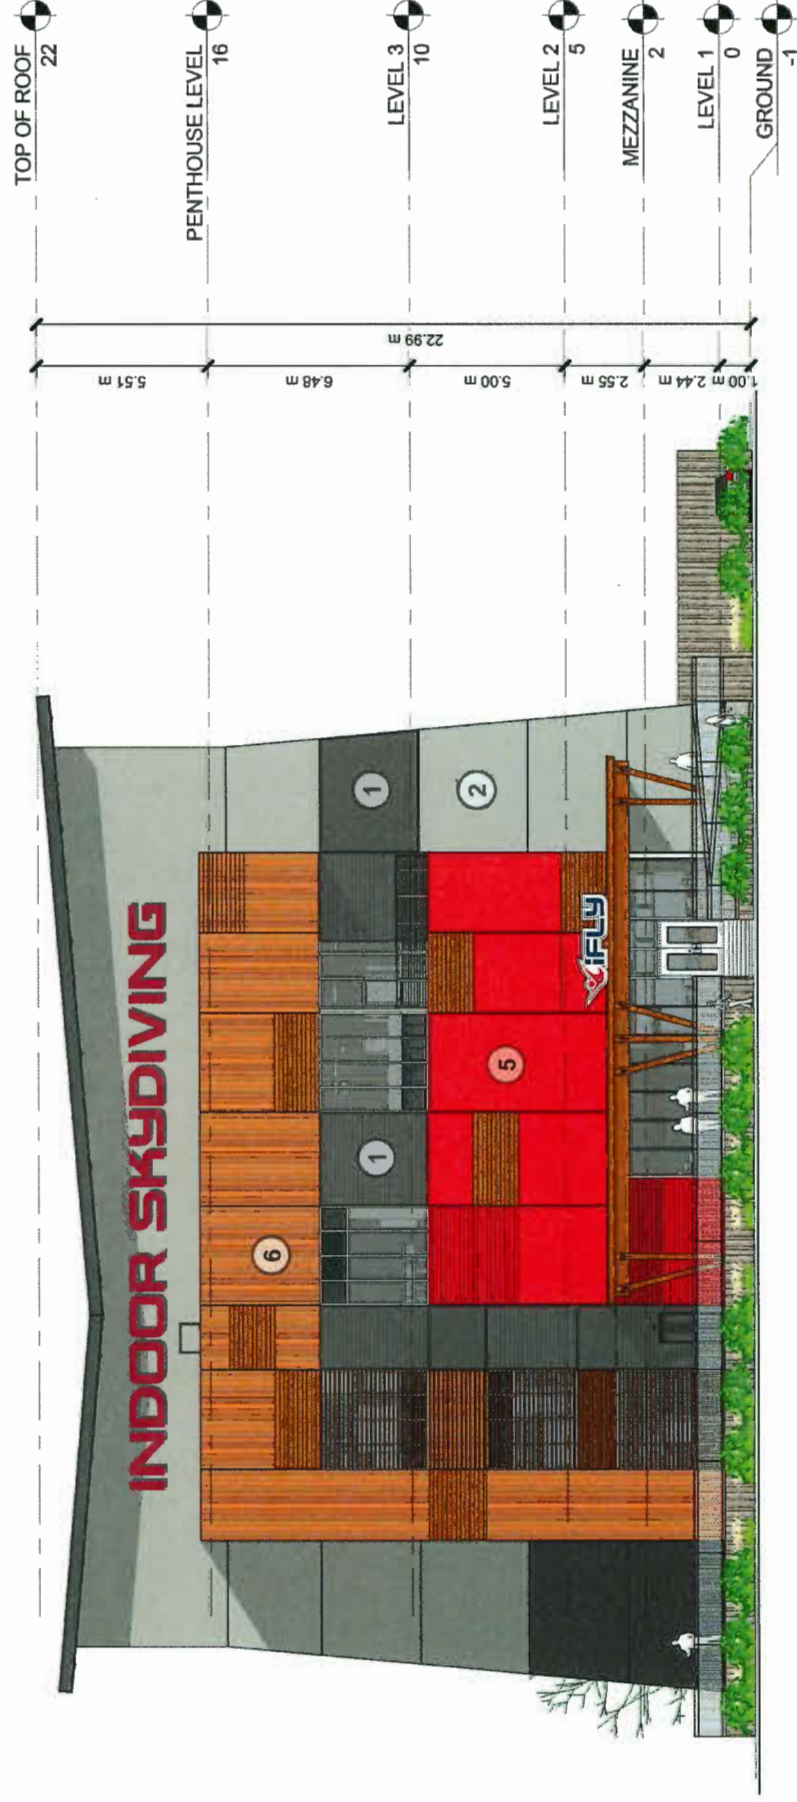 TOP OF ROOF
22
PENTHOUSE LEVEL
16
LEVEL 3
10
LEVEL 2
5
MEZZANINE
2
LEVEL 1
0
GROUND
-1
22.99 m
5.51 m
6.48 m
5.00 m
2.55 m
2.44 m
1.00 m
INDOOR SKYDIVING
iFLY
1
2
5
1
6